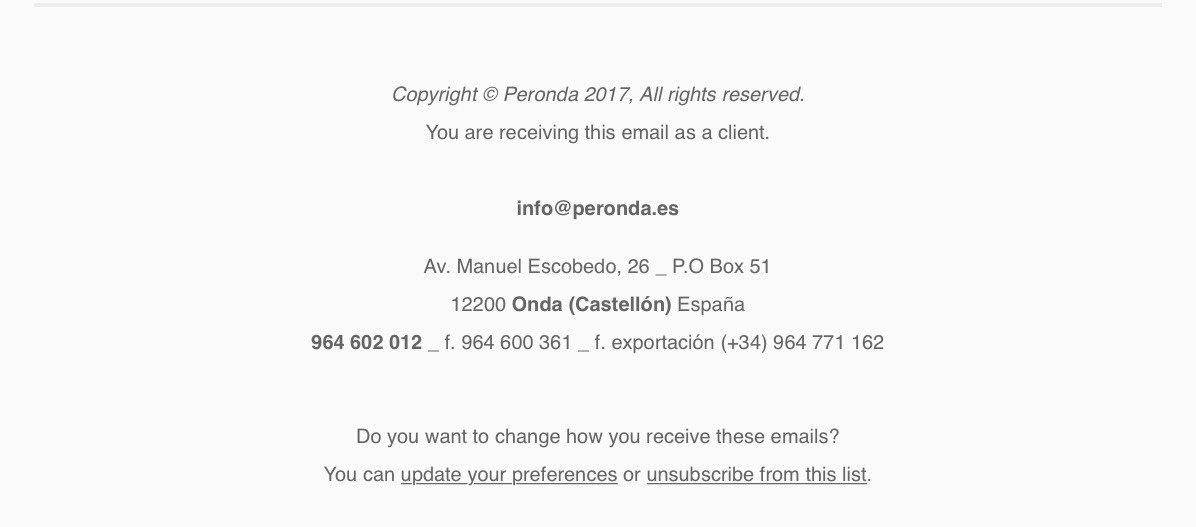 Copyright © Peronda 2017, All rights reserved.
You are receiving this email as a client.
info@peronda.es
Av. Manuel Escobedo, 26 _ P.O Box 51
12200 Onda (Castellón) España
964 602 012 _ f. 964 600 361 _ f. exportación (+34) 964 771 162
Do you want to change how you receive these emails?
You can update your preferences or unsubscribe from this list.